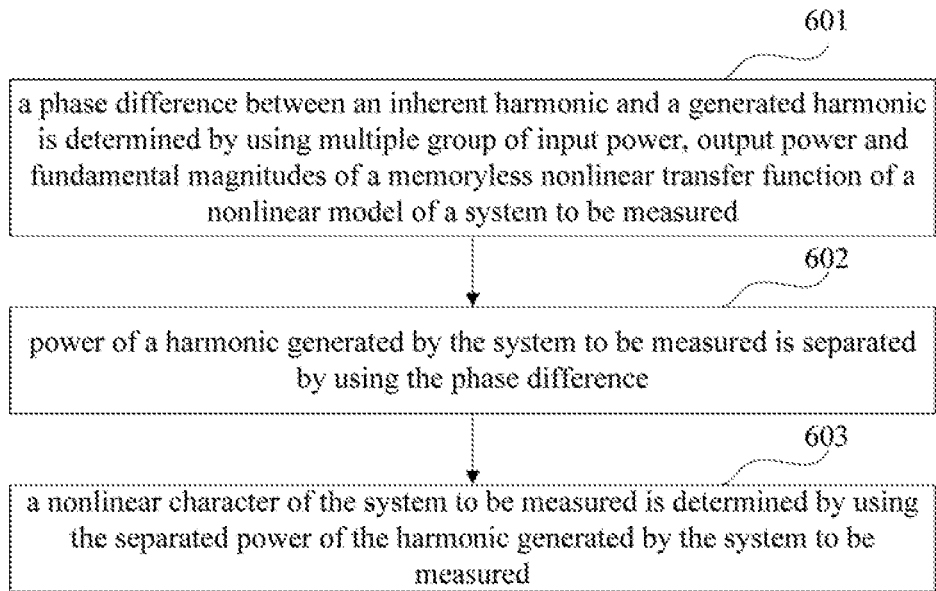 601
a phase difference between an inherent harmonic and a generated harmonic
is determined by using multiple group of input power, output power and
fundamental magnitudes of a memoryless nonlinear transfer function of a
nonlinear model of a system to be measured
602
power of a harmonic generated by the system to be measured is separated
by using the phase difference
603
a nonlinear character of the system to be measured is determined by using
the separated power of the harmonic generated by the system to be
measured